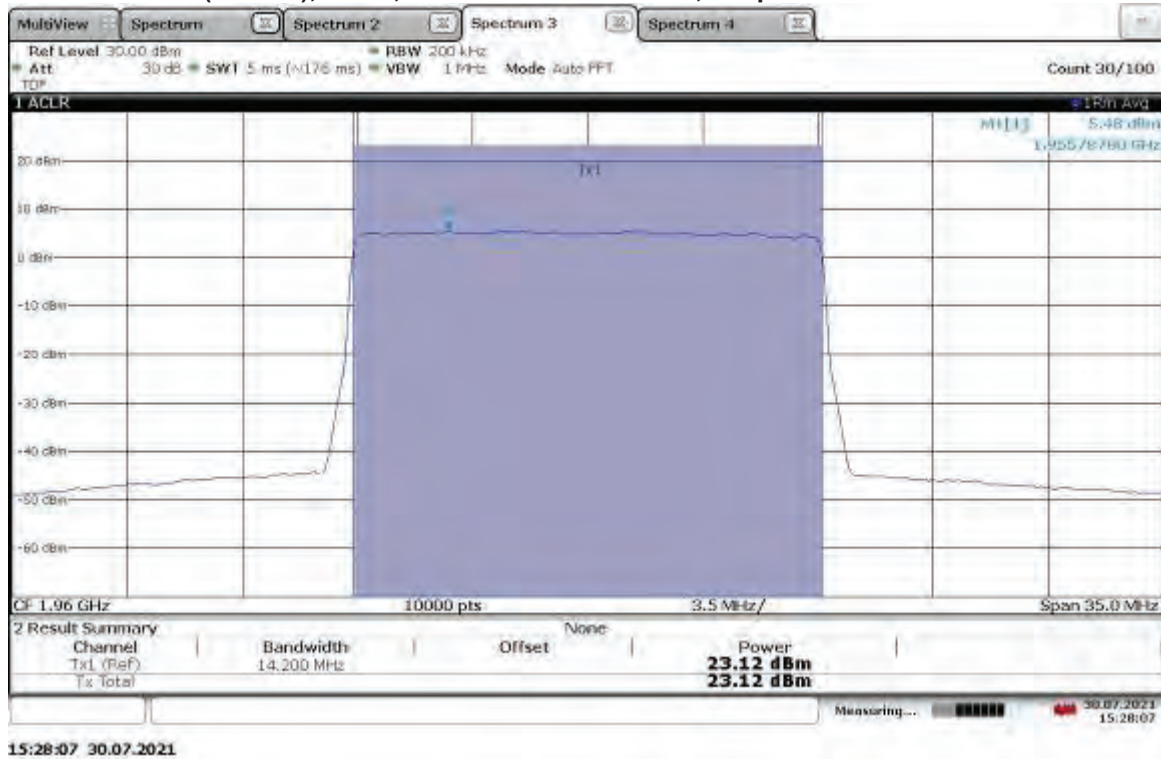 MultiView Spectrum Spectrum 2 Spectrum 3 Spectrum 4
Ref Level 30.00 dBm RBW 200 kHz
Att 30 dB SWT 5 ms (~176 ms) VBW 1 MHz Mode Auto FFT Count 30/100
TDF
1 ACLR 1Rm Avg
M1[1] 5.48 dBm
1.95578780 GHz
20 dBm
Tx1
10 dBm
0 dBm
-10 dBm
-20 dBm
-30 dBm
-40 dBm
-50 dBm
-60 dBm
CF 1.96 GHz 10000 pts 3.5 MHz/ Span 35.0 MHz
2 Result Summary None
Channel Bandwidth Offset Power
Tx1 (Ref) 14.200 MHz 23.12 dBm
Tx Total 23.12 dBm
Measuring... 30.07.2021
15:28:07
15:28:07 30.07.2021